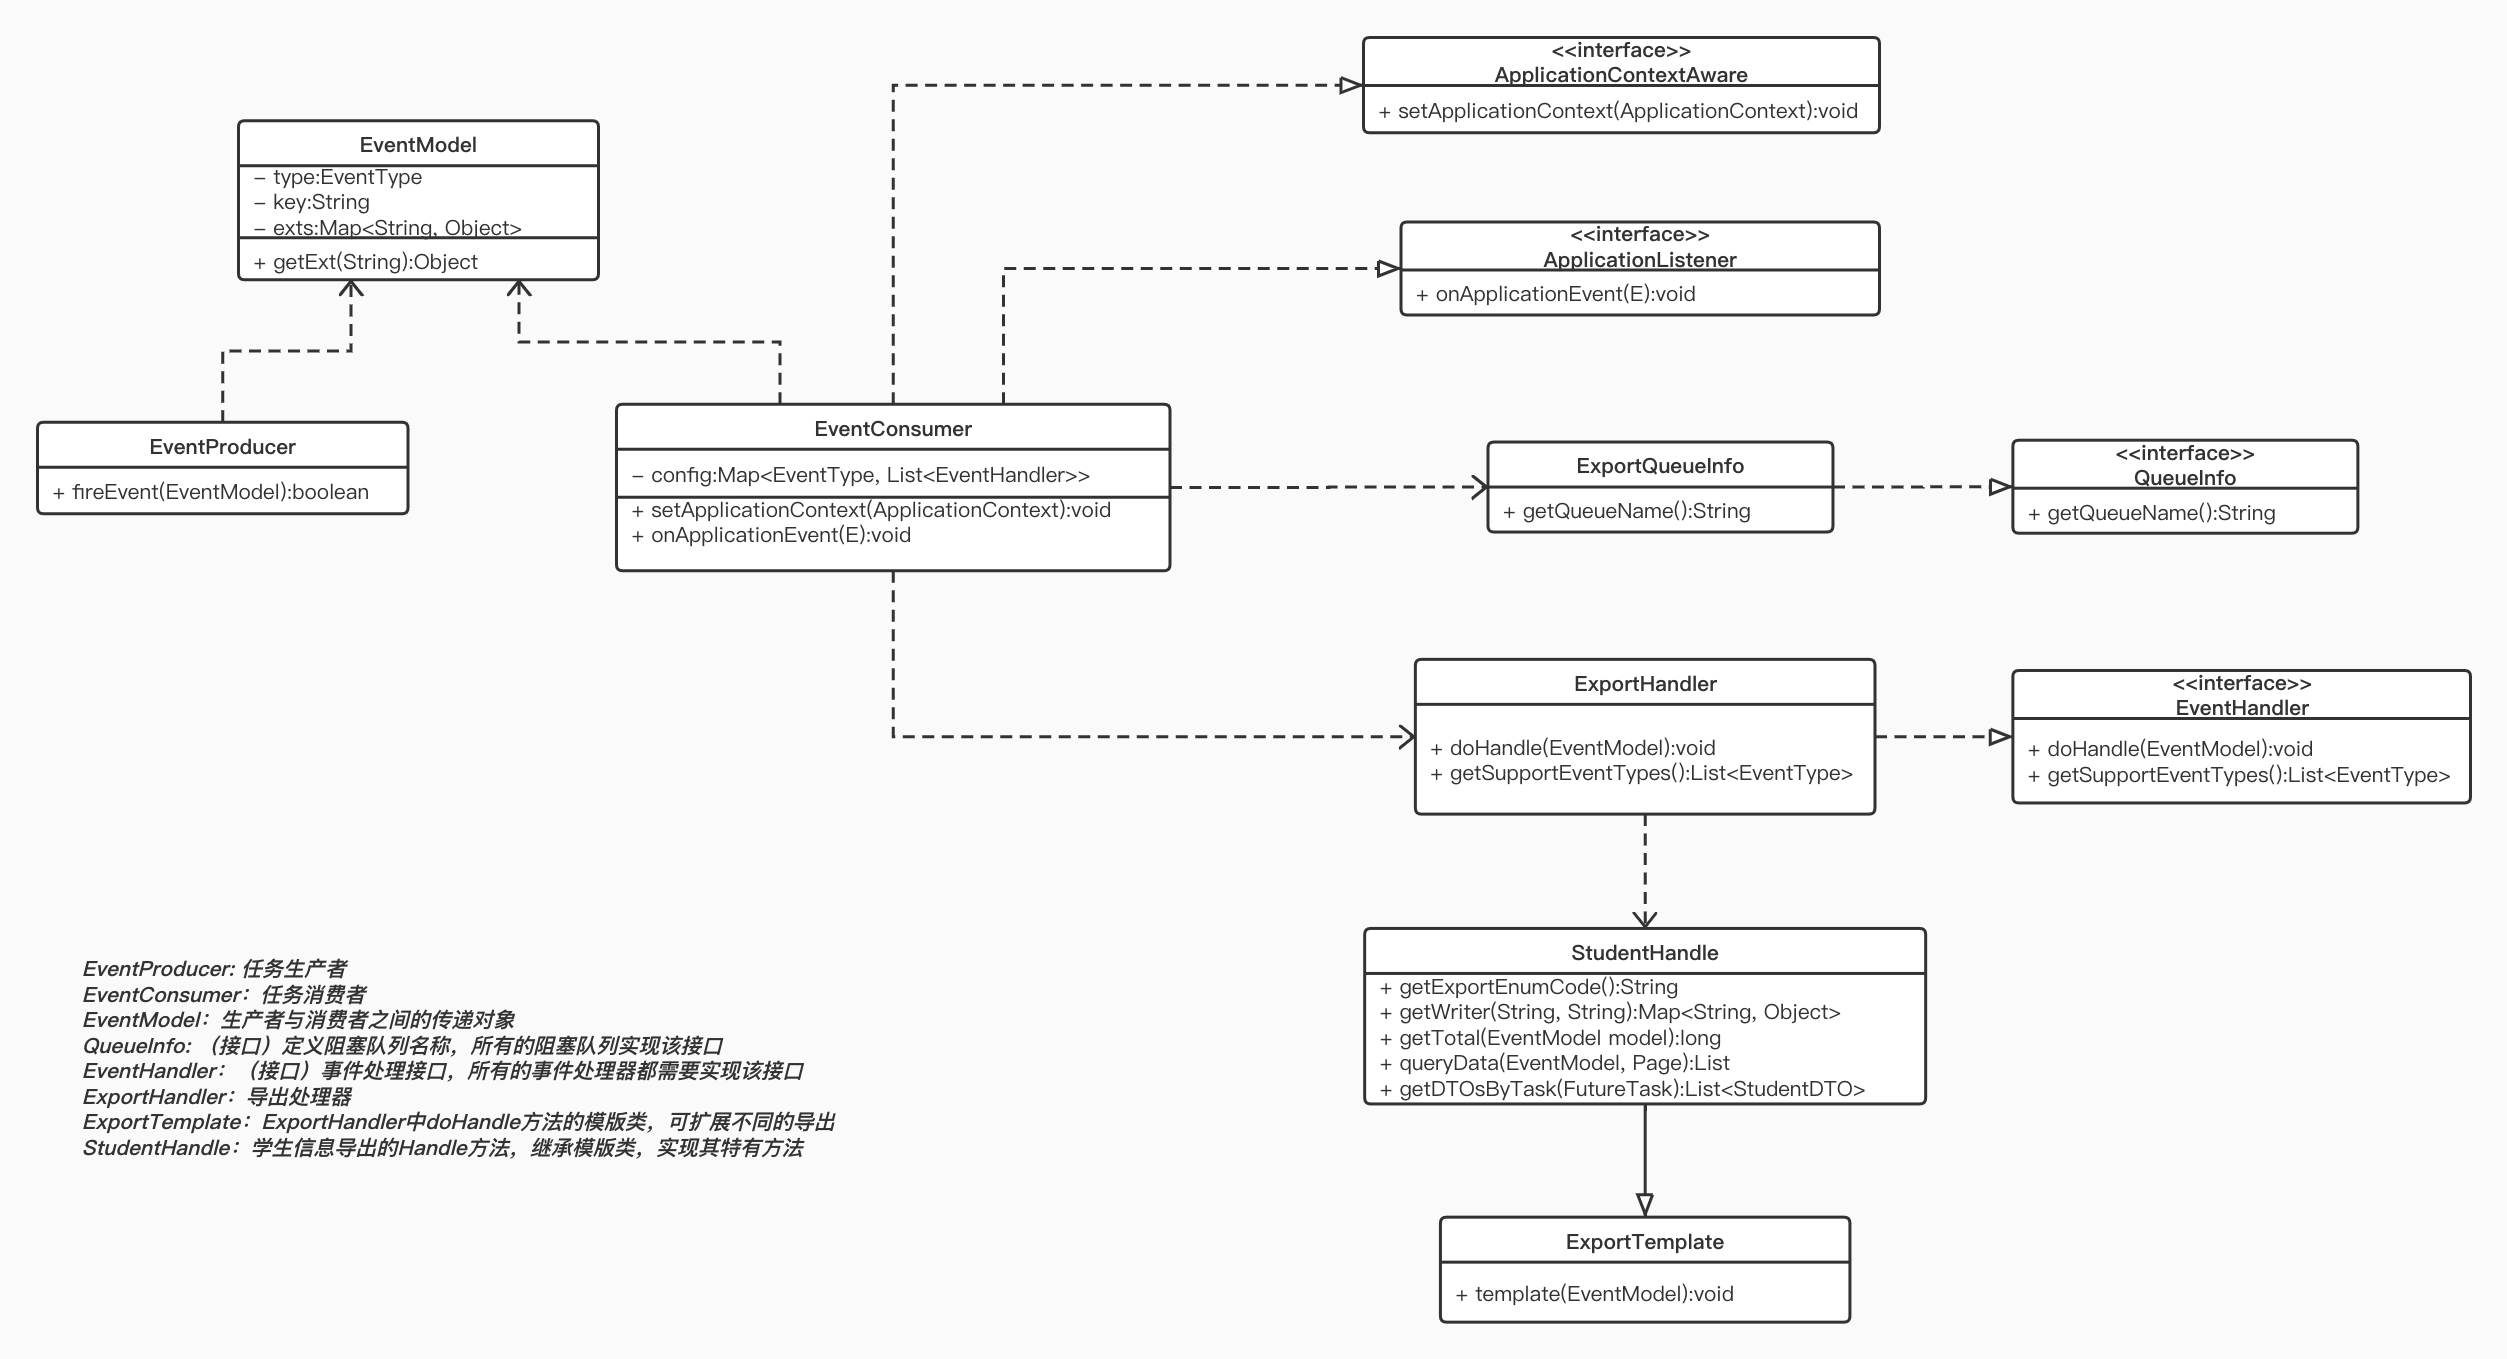 <<interface>>
ApplicationContextAware
+ setApplicationContext(ApplicationContext):void
EventModel
– type:EventType
– key:String
– exts:Map<String, Object>
+ getExt(String):Object
<<interface>>
ApplicationListener
+ onApplicationEvent(E):void
EventProducer
+ fireEvent(EventModel):boolean
EventConsumer
– config:Map<EventType, List<EventHandler>>
+ setApplicationContext(ApplicationContext):void
+ onApplicationEvent(E):void
ExportQueueInfo
+ getQueueName():String
<<interface>>
QueueInfo
+ getQueueName():String
ExportHandler
+ doHandle(EventModel):void
+ getSupportEventTypes():List<EventType>
<<interface>>
EventHandler
+ doHandle(EventModel):void
+ getSupportEventTypes():List<EventType>
StudentHandle
+ getExportEnumCode():String
+ getWriter(String, String):Map<String, Object>
+ getTotal(EventModel model):long
+ queryData(EventModel, Page):List
+ getDTOsByTask(FutureTask):List<StudentDTO>
EventProducer: 任务生产者
EventConsumer：任务消费者
EventModel：生产者与消费者之间的传递对象
QueueInfo: （接口）定义阻塞队列名称，所有的阻塞队列实现该接口
EventHandler：（接口）事件处理接口，所有的事件处理器都需要实现该接口
ExportHandler：导出处理器
ExportTemplate：ExportHandler中doHandle方法的模版类，可扩展不同的导出
StudentHandle：学生信息导出的Handle方法，继承模版类，实现其特有方法
ExportTemplate
+ template(EventModel):void